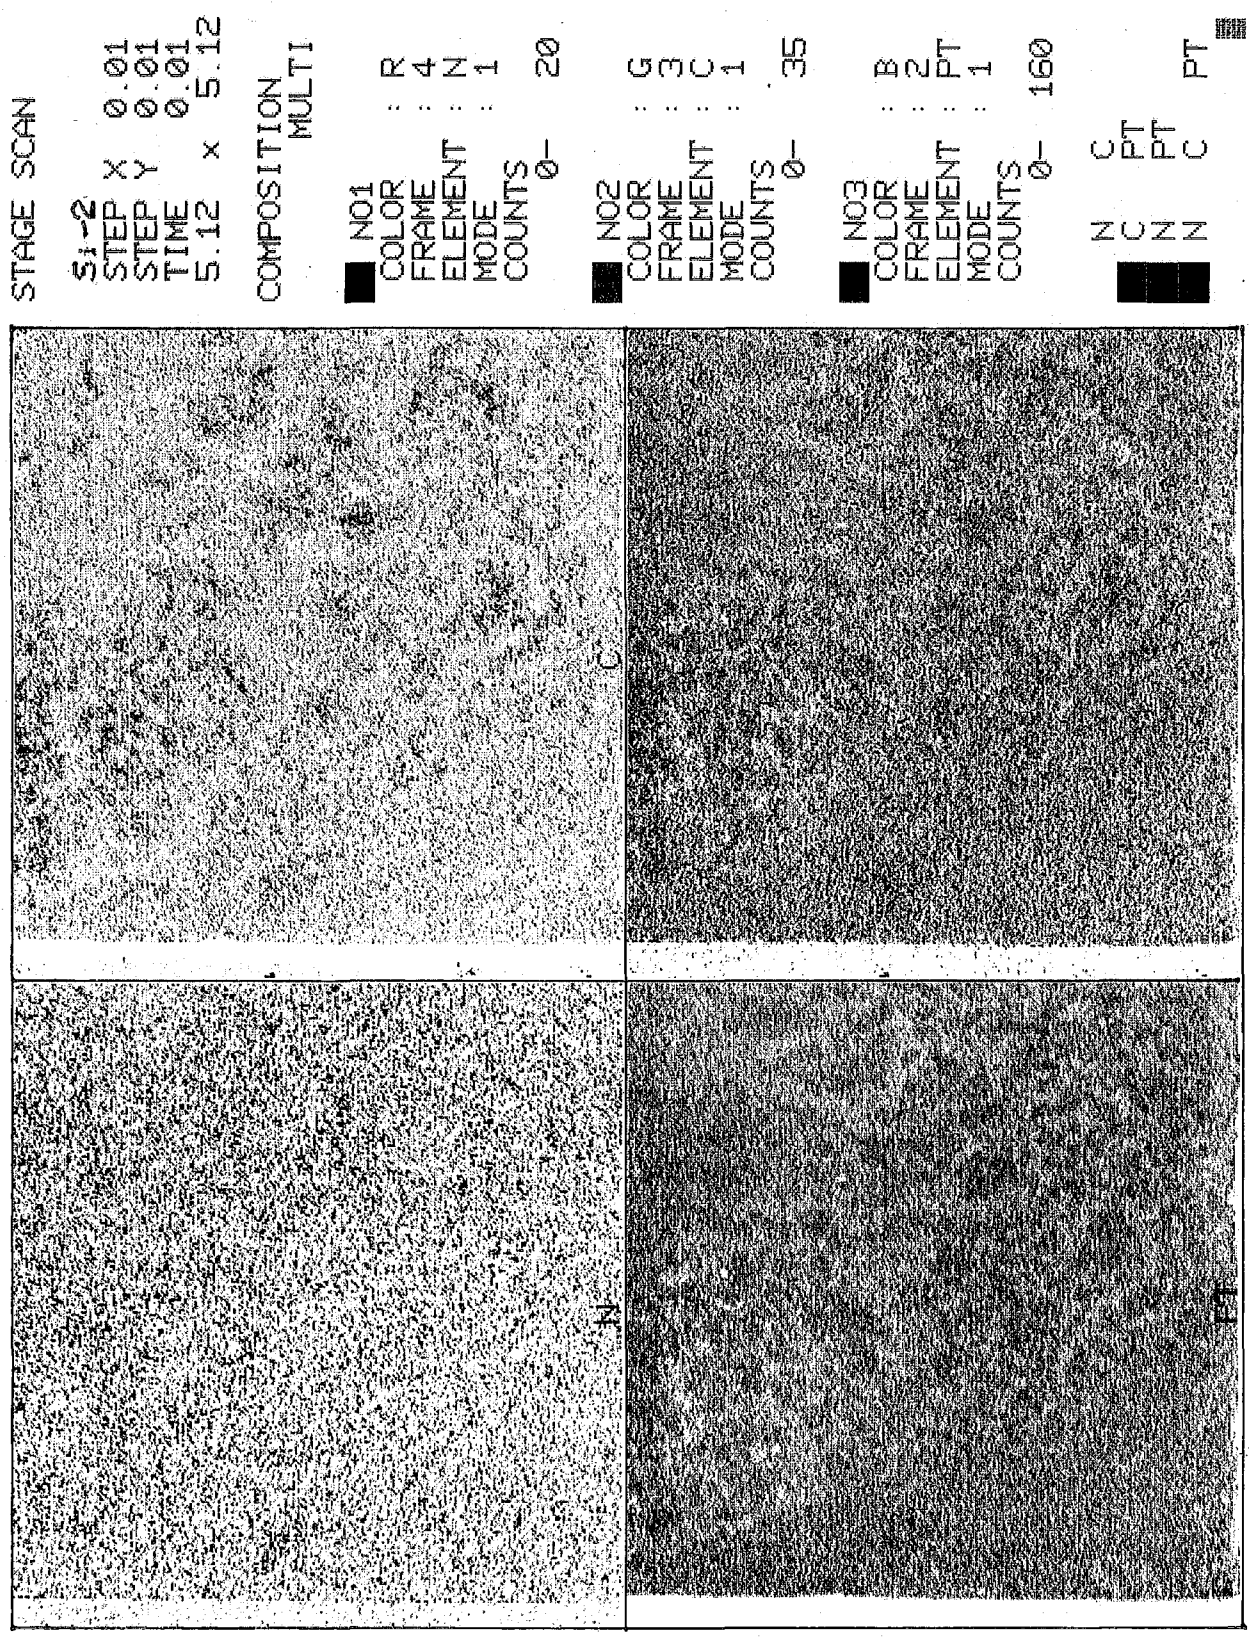 STAGE SCAN
Si-2
STEP X 0.01
STEP Y 0.01
TIME 0.01
5.12 x 5.12
COMPOSITION
MULTI
NO1
COLOR : R
FRAME : 4
ELEMENT : N
MODE : 1
COUNTS
0- 20
NO2
COLOR : G
FRAME : 3
ELEMENT : C
MODE : 1
COUNTS
0- 35
NO3
COLOR : B
FRAME : 2
ELEMENT : PT
MODE : 1
COUNTS
0- 160
N C
C PT
N PT
N C PT
N
C
PT